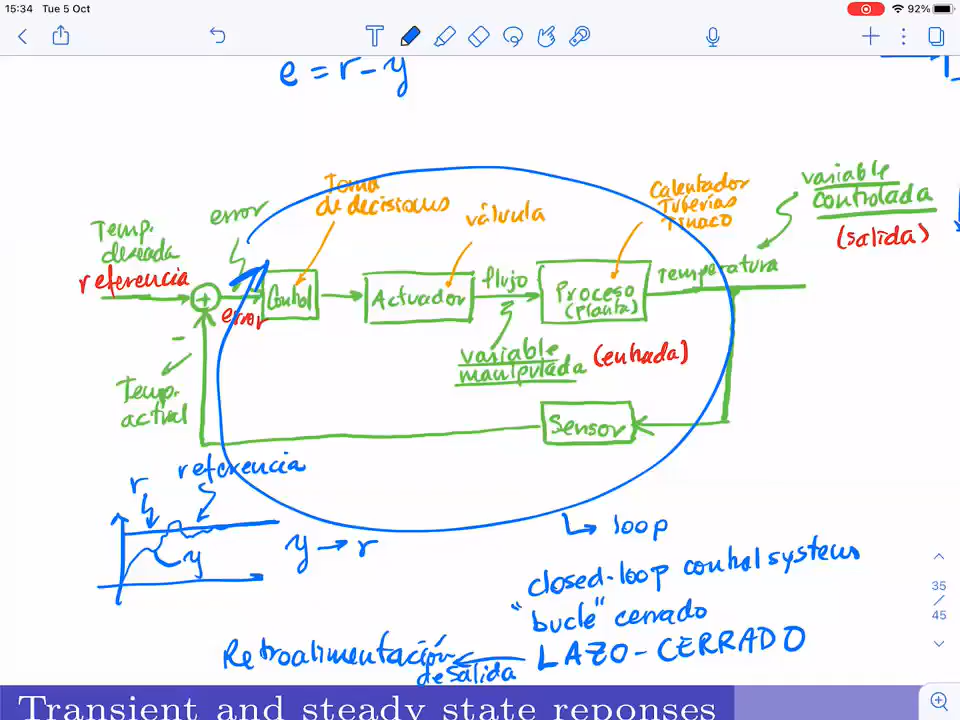 15:34 Tue 5 Oct
92%
e = r - y
Toma
de decisiones
error
válvula
Calentador
Tuberías
Tinaco
variable
controlada
(salida)
Temp.
deseada
referencia
+
error
Control
Actuador
flujo
Proceso
(Planta)
temperatura
variable
manipulada
(entrada)
-
Temp.
actual
Sensor
r
referencia
y
y → r
↳ loop
closed-loop control systems
"bucle" cerrado
LAZO-CERRADO
Retroalimentación
de salida
35
/
45
Transient and steady state reponses